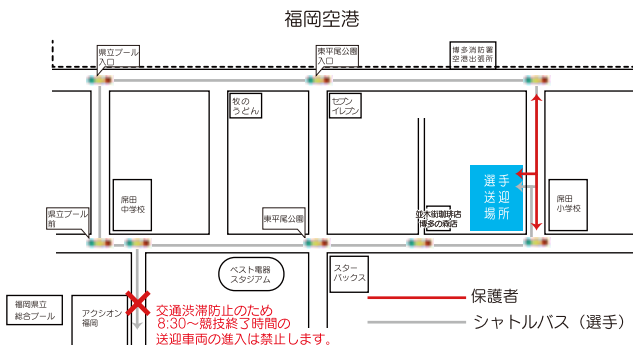 福岡空港
県立プール
入口
東平尾公園
入口
博多消防署
空港出張所
牧の
うどん
セブン
イレブン
選手
送迎
場所
席田
中学校
席田
小学校
並木街珈琲店
博多の森店
県立プール
前
東平尾公園
ベスト電器
スタジアム
スター
バックス
福岡県立
総合プール
アクシオン
福岡
交通渋滞防止のため
8:30～競技終了時間の
送迎車両の進入は禁止します。
保護者
シャトルバス（選手）